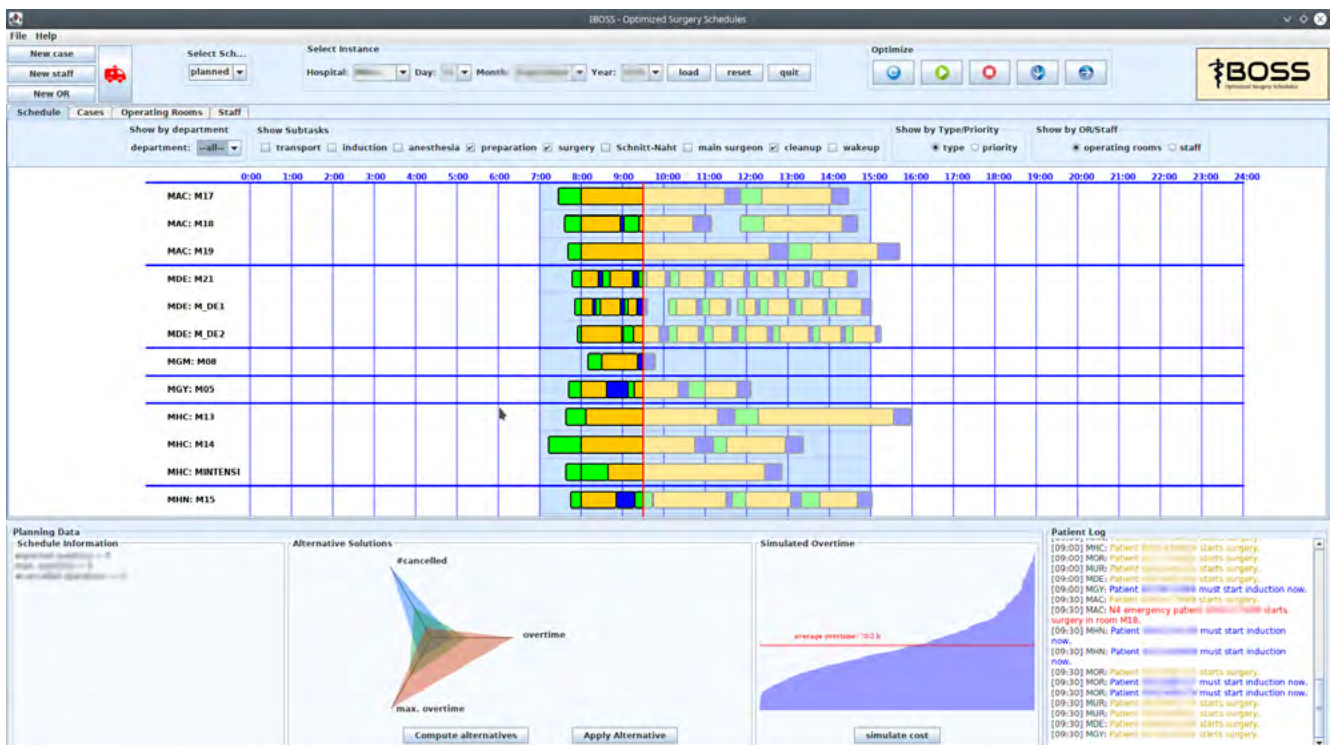 IBOSS - Optimized Surgery Schedules
File Help
New case
New staff
New OR
Select Sch...
planned
Select Instance
Hospital: Day: Month: Year: load reset quit
Optimize
BOSS
Optimized Surgery Schedules
Schedule Cases Operating Rooms Staff
Show by department
department: --all--
Show Subtasks
transport induction anesthesia preparation surgery Schnitt-Naht main surgeon cleanup wakeup
Show by Type/Priority
type priority
Show by OR/Staff
operating rooms staff
0:00 1:00 2:00 3:00 4:00 5:00 6:00 7:00 8:00 9:00 10:00 11:00 12:00 13:00 14:00 15:00 16:00 17:00 18:00 19:00 20:00 21:00 22:00 23:00 24:00
MAC: M17
MAC: M18
MAC: M19
MDE: M21
MDE: M_DE1
MDE: M_DE2
MGM: M08
MGY: M05
MHC: M13
MHC: M14
MHC: MINTENSI
MHN: M15
Planning Data
Schedule Information
Alternative Solutions
#cancelled
overtime
max. overtime
Compute alternatives Apply Alternative
Simulated Overtime
average overtime: 70.2 h
simulate cost
Patient Log
[09:00] MHC: Patient starts surgery.
[09:00] MOR: Patient starts surgery.
[09:00] MUR: Patient starts surgery.
[09:00] MDE: Patient starts surgery.
[09:00] MGY: Patient must start induction now.
[09:30] MAC: Patient starts surgery.
[09:30] MAC: N4 emergency patient starts
surgery in room M18.
[09:30] MHN: Patient must start induction
now.
[09:30] MHN: Patient must start induction
now.
[09:30] MOR: Patient starts surgery.
[09:30] MOR: Patient must start induction now.
[09:30] MOR: Patient must start induction now.
[09:30] MUR: Patient starts surgery.
[09:30] MUR: Patient starts surgery.
[09:30] MDE: Patient starts surgery.
[09:30] MGY: Patient starts surgery.